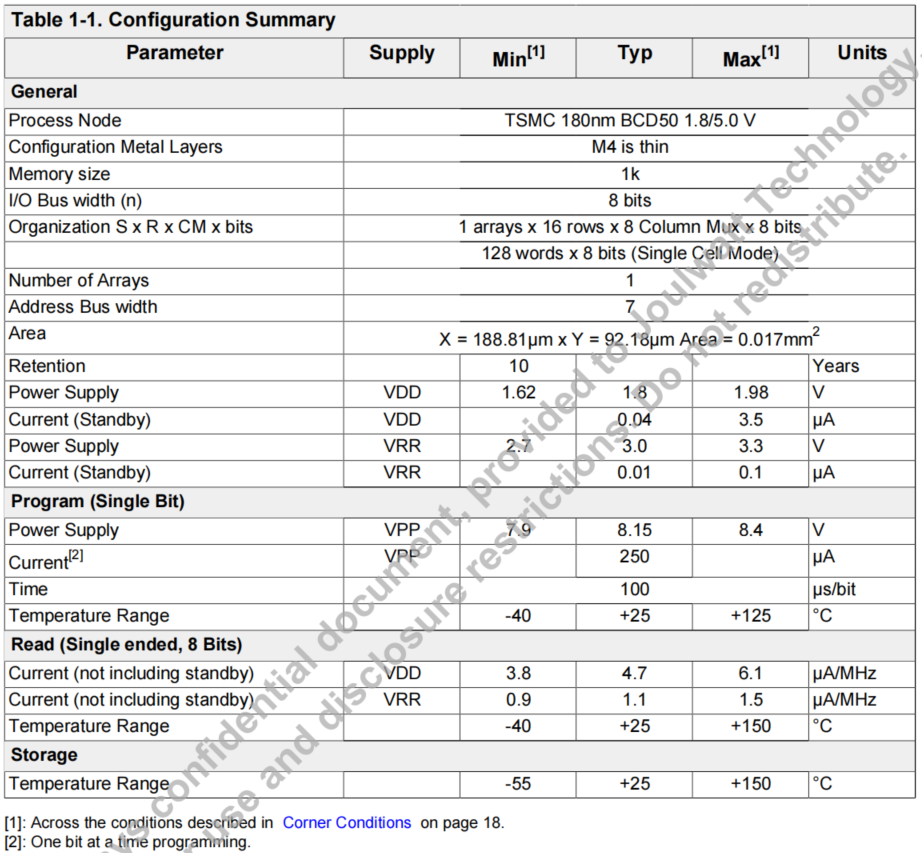 Table 1-1. Configuration Summary
Parameter Supply Min[1] Typ Max[1] Units
General
Process Node TSMC 180nm BCD50 1.8/5.0 V
Configuration Metal Layers M4 is thin
Memory size 1k
I/O Bus width (n) 8 bits
Organization S x R x CM x bits 1 arrays x 16 rows x 8 Column Mux x 8 bits
128 words x 8 bits (Single Cell Mode)
Number of Arrays 1
Address Bus width 7
Area X = 188.81µm x Y = 92.18µm Area = 0.017mm2
Retention 10 Years
Power Supply VDD 1.62 1.8 1.98 V
Current (Standby) VDD 0.04 3.5 µA
Power Supply VRR 2.7 3.0 3.3 V
Current (Standby) VRR 0.01 0.1 µA
Program (Single Bit)
Power Supply VPP 7.9 8.15 8.4 V
Current[2] VPP 250 µA
Time 100 µs/bit
Temperature Range -40 +25 +125 °C
Read (Single ended, 8 Bits)
Current (not including standby) VDD 3.8 4.7 6.1 µA/MHz
Current (not including standby) VRR 0.9 1.1 1.5 µA/MHz
Temperature Range -40 +25 +150 °C
Storage
Temperature Range -55 +25 +150 °C
[1]: Across the conditions described in Corner Conditions on page 18.
[2]: One bit at a time programming.
confidential document, provided to Joulwatt Technology.
use and disclosure restrictions. Do not redistribute.